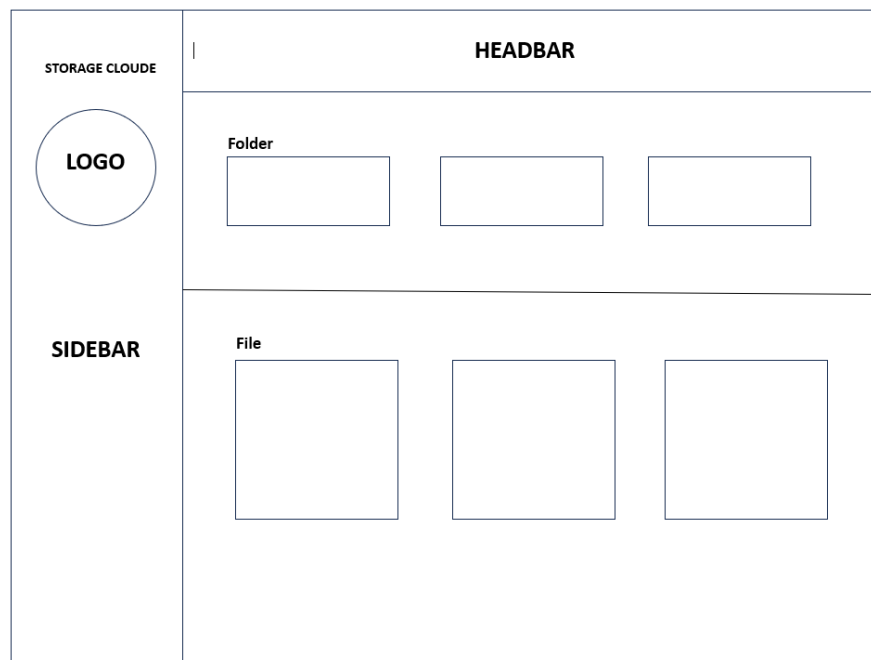 STORAGE CLOUDE
LOGO
SIDEBAR
HEADBAR
Folder
File